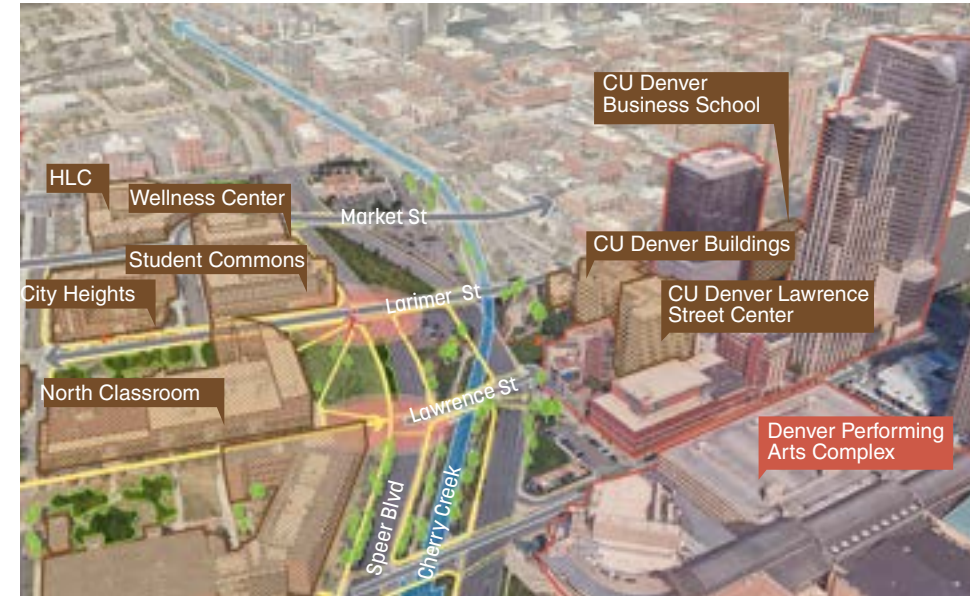 CU Denver
Business School
HLC
Wellness Center
Market St
CU Denver Buildings
Student Commons
City Heights
Larimer St
CU Denver Lawrence
Street Center
North Classroom
Lawrence St
Denver Performing
Arts Complex
Speer Blvd
Cherry Creek